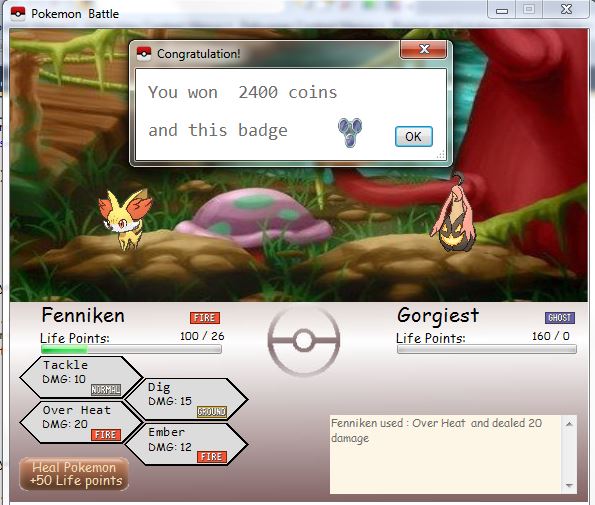 Pokemon Battle
Congratulation!
You won 2400 coins
and this badge
OK
Fenniken FIRE
Life Points: 100 / 26
Gorgiest GHOST
Life Points: 160 / 0
Tackle
DMG: 10 NORMAL
Dig
DMG: 15
GROUND
Over Heat
DMG: 20
FIRE
Ember
DMG: 12
FIRE
Heal Pokemon
+50 Life points
Fenniken used : Over Heat and dealed 20
damage